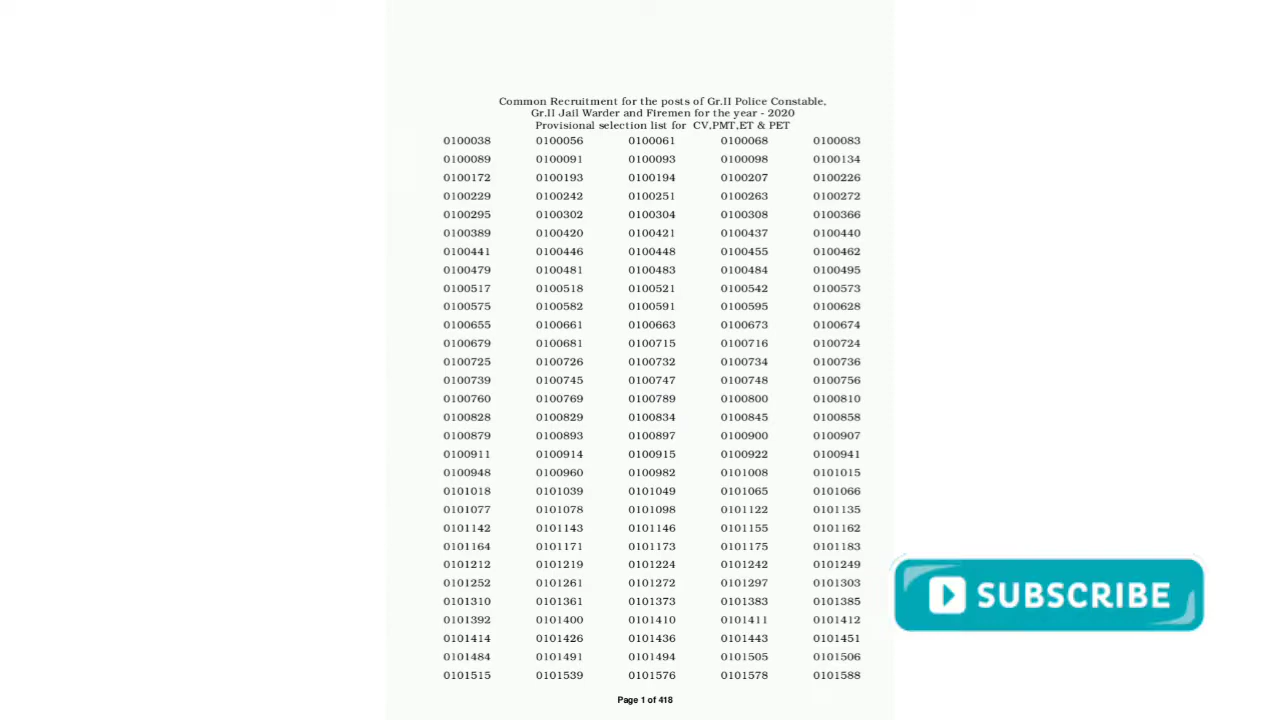 Common Recruitment for the posts of Gr.II Police Constable,
Gr.II Jail Warder and Firemen for the year - 2020
Provisional selection list for CV,PMT,ET & PET
0100038 0100056 0100061 0100068 0100083
0100089 0100091 0100093 0100098 0100134
0100172 0100193 0100194 0100207 0100226
0100229 0100242 0100251 0100263 0100272
0100295 0100302 0100304 0100308 0100366
0100389 0100420 0100421 0100437 0100440
0100441 0100446 0100448 0100455 0100462
0100479 0100481 0100483 0100484 0100495
0100517 0100518 0100521 0100542 0100573
0100575 0100582 0100591 0100595 0100628
0100655 0100661 0100663 0100673 0100674
0100679 0100681 0100715 0100716 0100724
0100725 0100726 0100732 0100734 0100736
0100739 0100745 0100747 0100748 0100756
0100760 0100769 0100789 0100800 0100810
0100828 0100829 0100834 0100845 0100858
0100879 0100893 0100897 0100900 0100907
0100911 0100914 0100915 0100922 0100941
0100948 0100960 0100982 0101008 0101015
0101018 0101039 0101049 0101065 0101066
0101077 0101078 0101098 0101122 0101135
0101142 0101143 0101146 0101155 0101162
0101164 0101171 0101173 0101175 0101183
0101212 0101219 0101224 0101242 0101249
0101252 0101261 0101272 0101297 0101303
0101310 0101361 0101373 0101383 0101385
0101392 0101400 0101410 0101411 0101412
0101414 0101426 0101436 0101443 0101451
0101484 0101491 0101494 0101505 0101506
0101515 0101539 0101576 0101578 0101588
Page 1 of 418
SUBSCRIBE